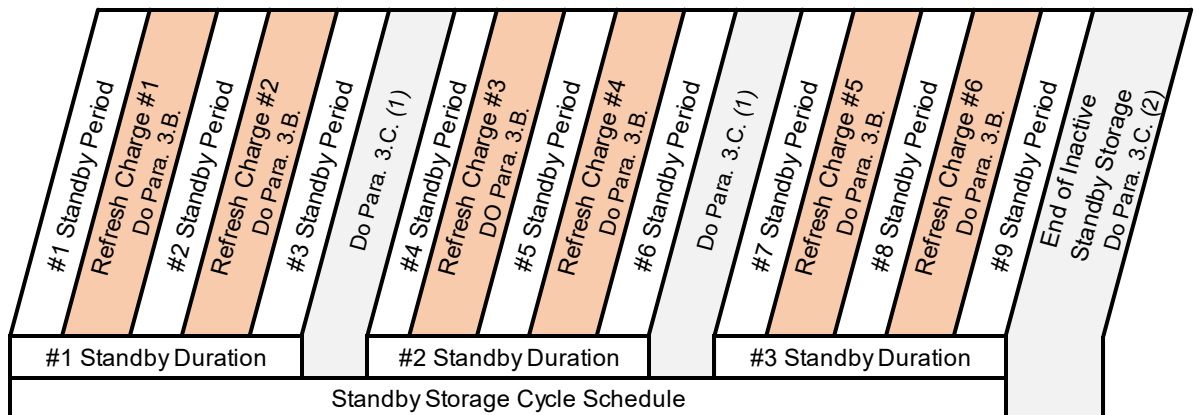 #1 Standby Period
Refresh Charge #1
Do Para. 3.B.
#2 Standby Period
Refresh Charge #2
Do Para. 3.B.
#3 Standby Period
Do Para. 3.C. (1)
#4 Standby Period
Refresh Charge #3
DO Para. 3.B.
#5 Standby Period
Refresh Charge #4
Do Para. 3.B.
#6 Standby Period
Do Para. 3.C. (1)
#7 Standby Period
Refresh Charge #5
Do Para. 3.B.
#8 Standby Period
Refresh Charge #6
Do Para. 3.B.
#9 Standby Period
End of Inactive
Standby Storage
Do Para. 3.C. (2)
#1 Standby Duration
#2 Standby Duration
#3 Standby Duration
Standby Storage Cycle Schedule